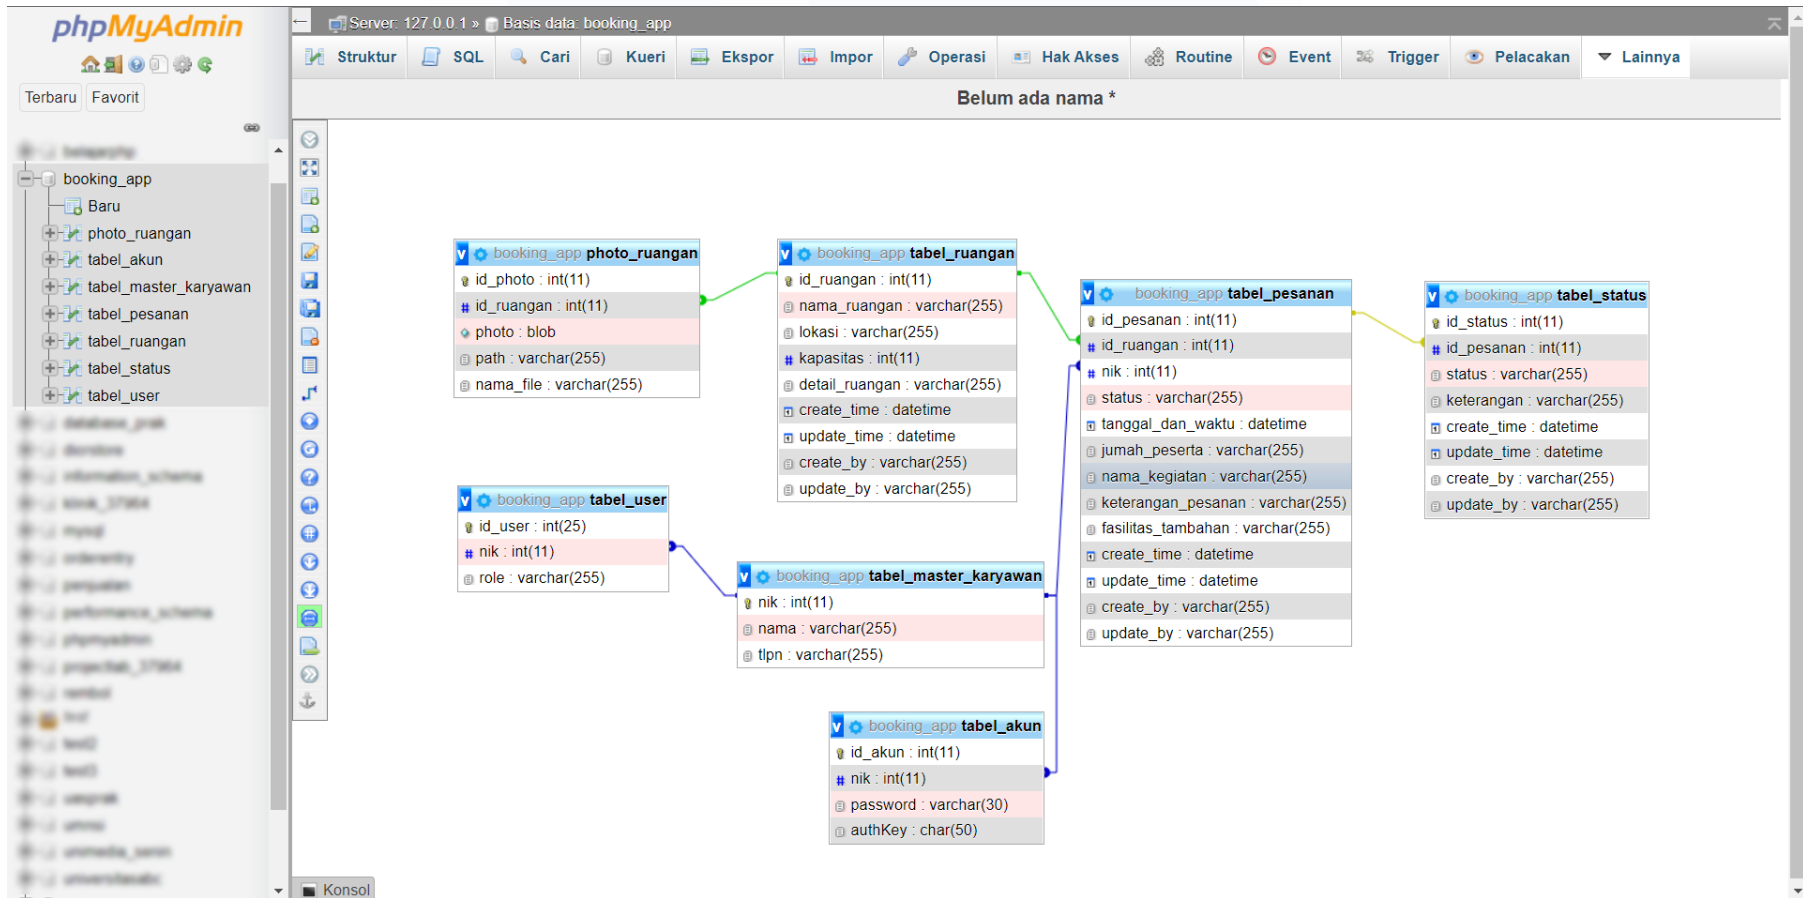 phpMyAdmin
Terbaru Favorit
booking_app
Baru
photo_ruangan
tabel_akun
tabel_master_karyawan
tabel_pesanan
tabel_ruangan
tabel_status
tabel_user
information_schema
mysql
orderentry
penjualan
performance_schema
phpmyadmin
test2
test3
Server: 127.0.0.1 » Basis data: booking_app
Struktur SQL Cari Kueri Ekspor Impor Operasi Hak Akses Routine Event Trigger Pelacakan Lainnya
Belum ada nama *
booking_app photo_ruangan
id_photo : int(11)
id_ruangan : int(11)
photo : blob
path : varchar(255)
nama_file : varchar(255)
booking_app tabel_ruangan
id_ruangan : int(11)
nama_ruangan : varchar(255)
lokasi : varchar(255)
kapasitas : int(11)
detail_ruangan : varchar(255)
create_time : datetime
update_time : datetime
create_by : varchar(255)
update_by : varchar(255)
booking_app tabel_pesanan
id_pesanan : int(11)
id_ruangan : int(11)
nik : int(11)
status : varchar(255)
tanggal_dan_waktu : datetime
jumah_peserta : varchar(255)
nama_kegiatan : varchar(255)
keterangan_pesanan : varchar(255)
fasilitas_tambahan : varchar(255)
create_time : datetime
update_time : datetime
create_by : varchar(255)
update_by : varchar(255)
booking_app tabel_status
id_status : int(11)
id_pesanan : int(11)
status : varchar(255)
keterangan : varchar(255)
create_time : datetime
update_time : datetime
create_by : varchar(255)
update_by : varchar(255)
booking_app tabel_user
id_user : int(25)
nik : int(11)
role : varchar(255)
booking_app tabel_master_karyawan
nik : int(11)
nama : varchar(255)
tlpn : varchar(255)
booking_app tabel_akun
id_akun : int(11)
nik : int(11)
password : varchar(30)
authKey : char(50)
Konsol